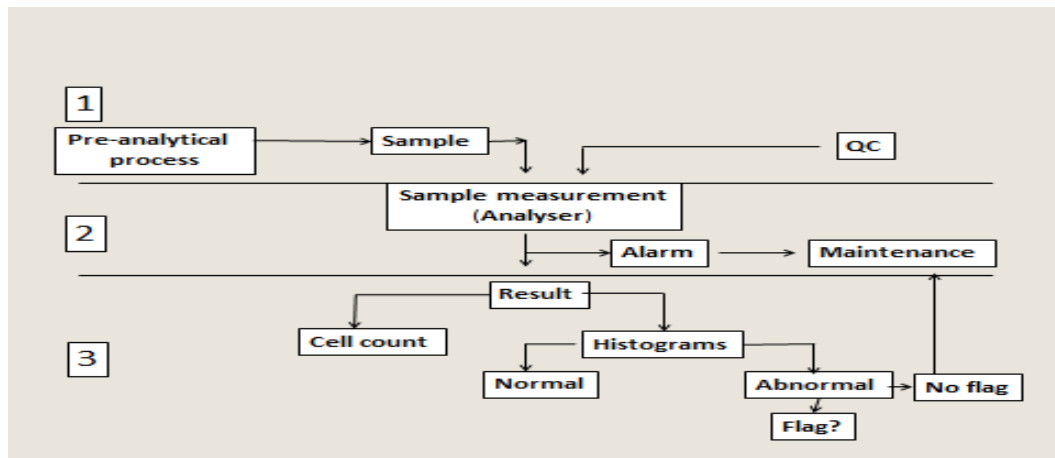 1
Pre-analytical
process
Sample
QC
Sample measurement
(Analyser)
2
Alarm
Maintenance
Result
Cell count
Histograms
3
Normal
Abnormal
No flag
Flag?